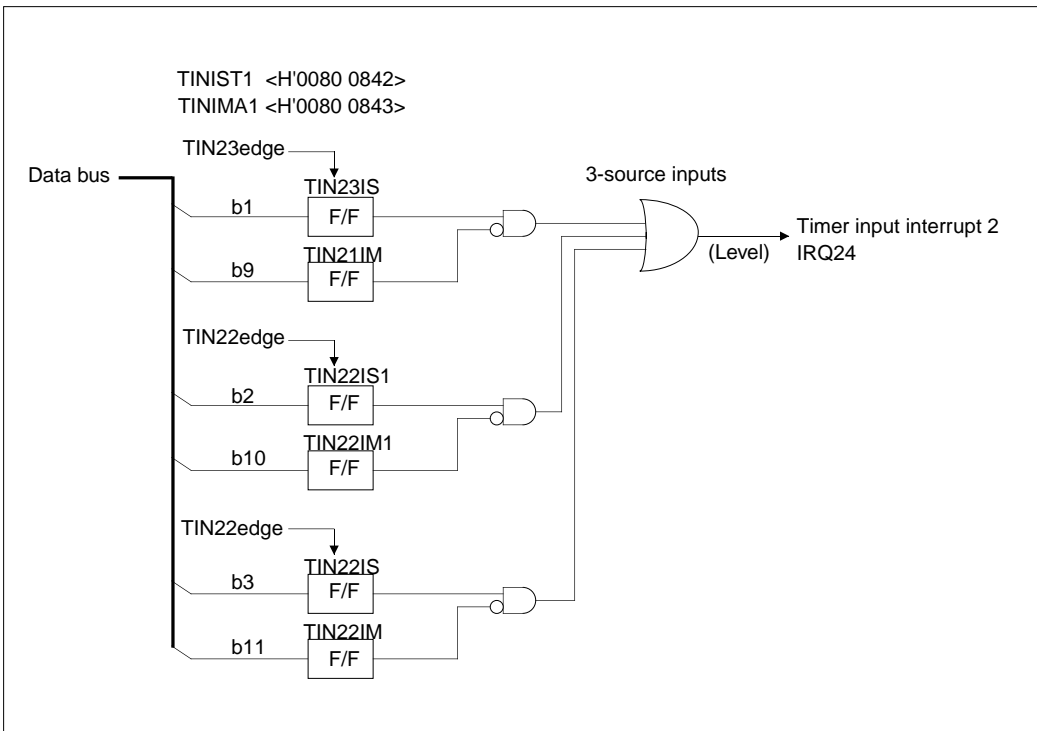 TINIST1 <H'0080 0842>
TINIMA1 <H'0080 0843>
TIN23edge
Data bus
TIN23IS
3-source inputs
b1
F/F
Timer input interrupt 2
(Level)
IRQ24
TIN21IM
b9
F/F
TIN22edge
TIN22IS1
b2
F/F
TIN22IM1
b10
F/F
TIN22edge
TIN22IS
b3
F/F
TIN22IM
b11
F/F